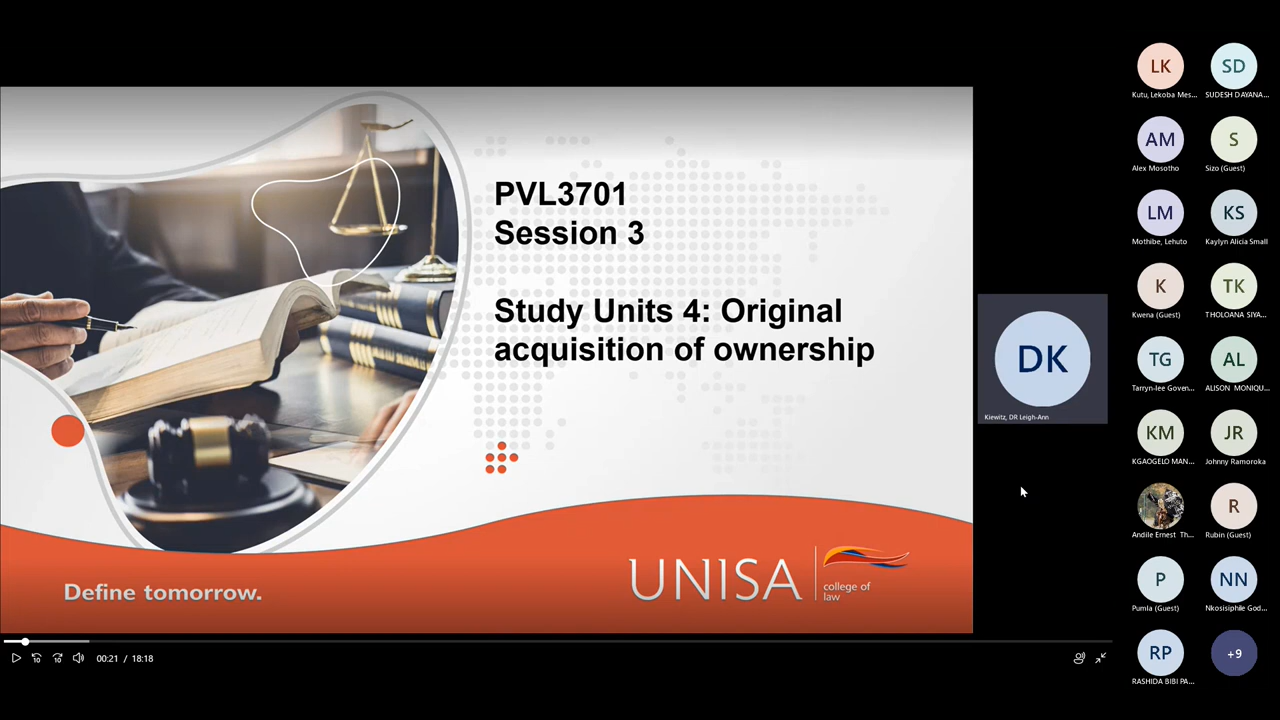 PVL3701
Session 3
Study Units 4: Original
acquisition of ownership
Define tomorrow.
UNISA
college of
law
00:21 / 18:18
10
10
DK
Kiewitz, DR Leigh-Ann
LK
Kutu, Lekoba Mes...
SD
SUDESH DAYANA...
AM
Alex Mosotho
S
Sizo (Guest)
LM
Mothibe, Lehuto
KS
Kaylyn Alicia Small
K
Kwena (Guest)
TK
THOLOANA SIYA...
TG
Tarryn-lee Goven...
AL
ALISON MONIQU...
KM
KGAOGELO MAN...
JR
Johnny Ramoroka
Andile Ernest Th...
R
Rubin (Guest)
P
Pumla (Guest)
NN
Nkosisiphile God...
RP
RASHIDA BIBI PA...
+9